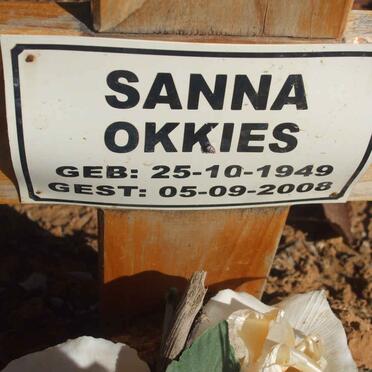 SANNA
OKKIES
GEB: 25-10-1949
GEST: 05-09-2008